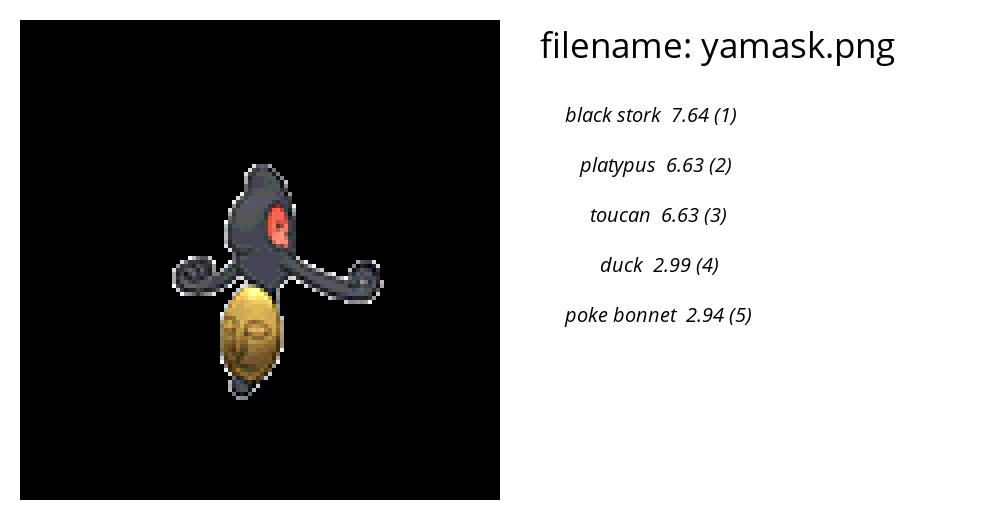 filename: yamask.png
black stork 7.64 (1)
platypus 6.63 (2)
toucan 6.63 (3)
duck 2.99 (4)
poke bonnet 2.94 (5)